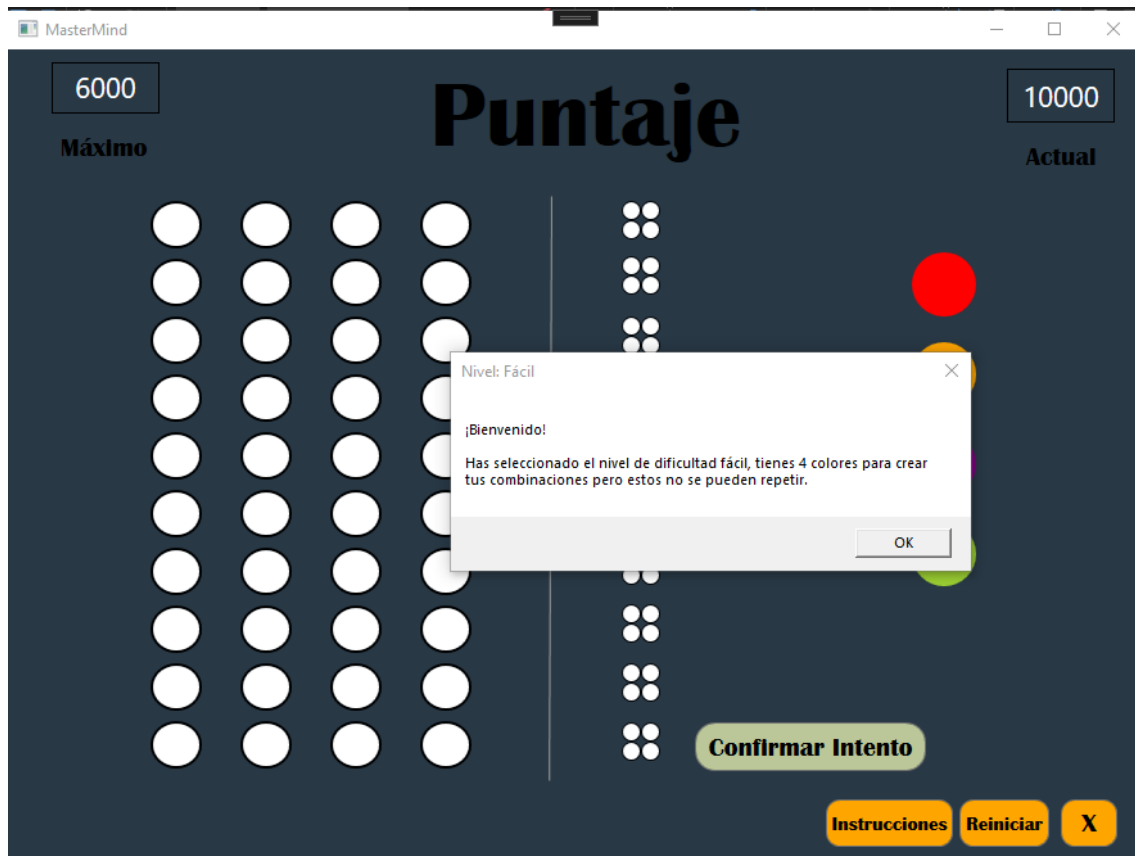 MasterMind
6000
Puntaje
10000
Máximo
Actual
Nivel: Fácil
¡Bienvenido!
Has seleccionado el nivel de dificultad fácil, tienes 4 colores para crear
tus combinaciones pero estos no se pueden repetir.
OK
Confirmar Intento
Instrucciones
Reiniciar
X